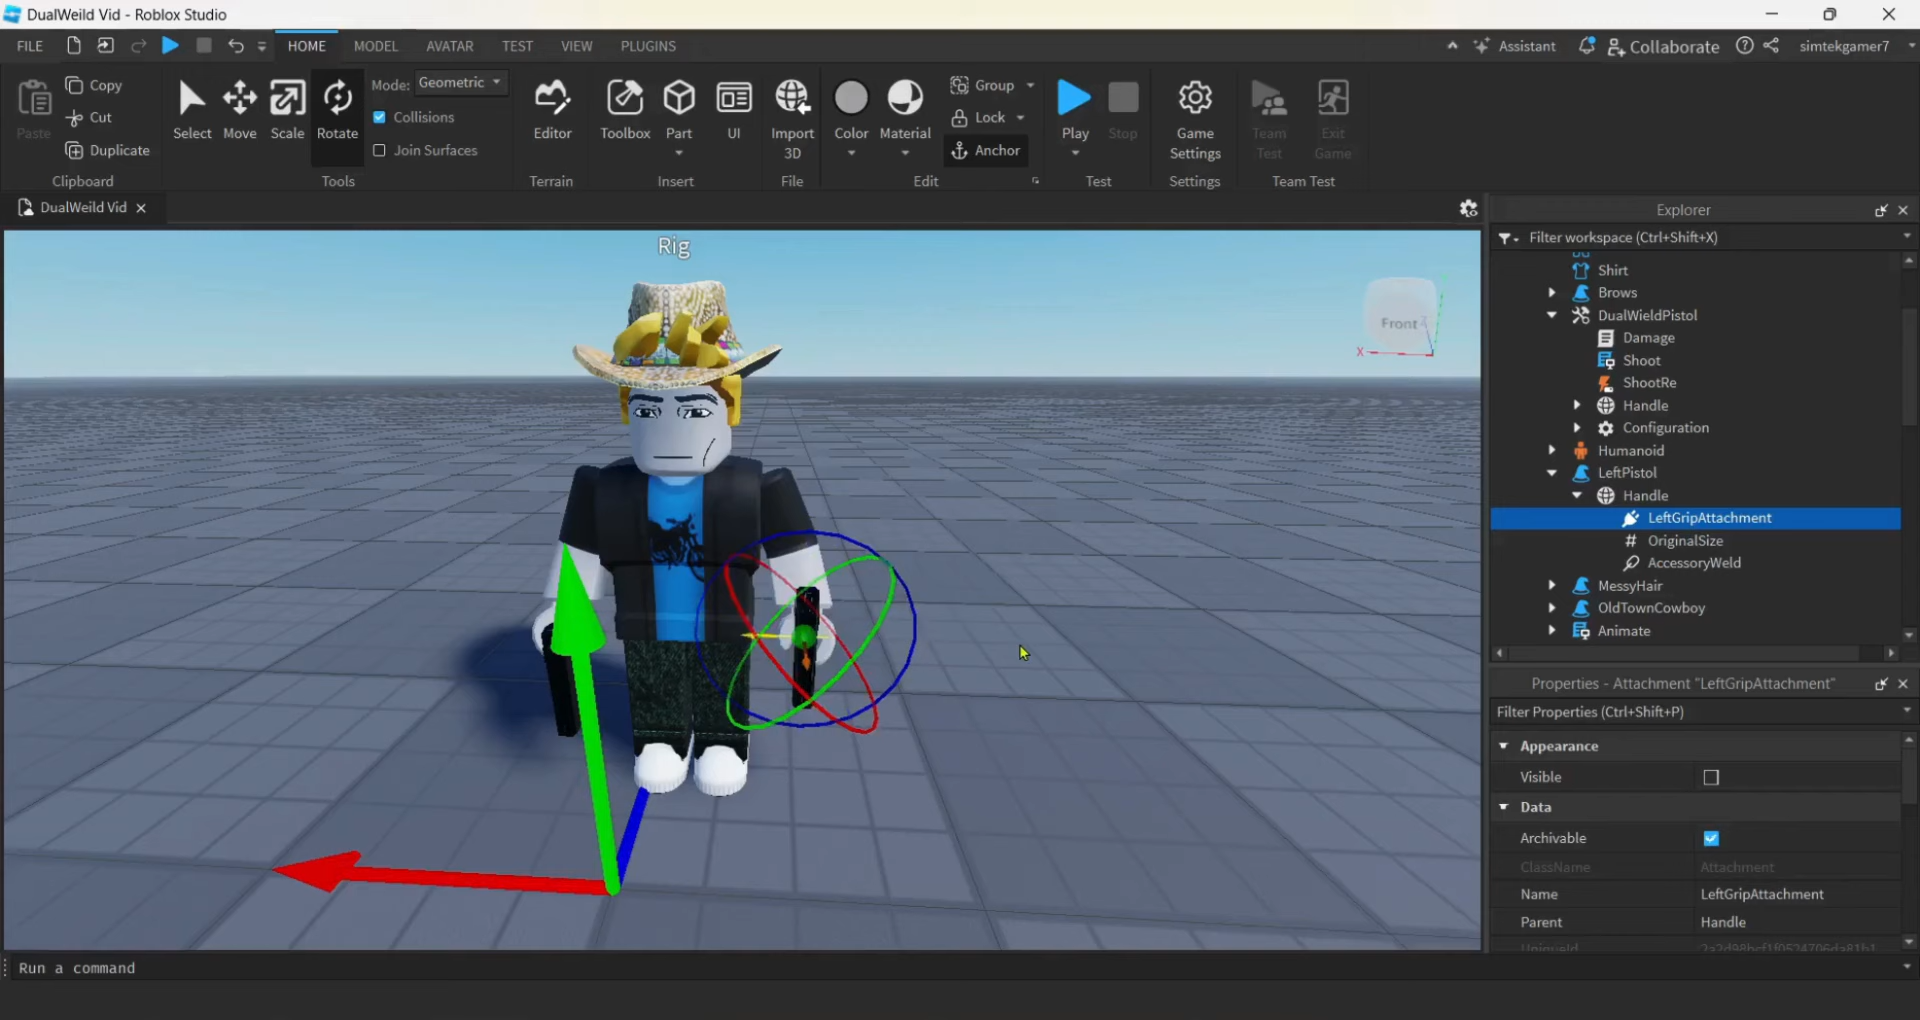 DualWeild Vid - Roblox Studio
FILE HOME MODEL AVATAR TEST VIEW PLUGINS Assistant Collaborate simtekgamer7
Paste Copy Cut Duplicate Clipboard
Select Move Scale Rotate Mode: Geometric Collisions Join Surfaces Tools
Editor Terrain
Toolbox Part UI Insert
Import 3D File
Color Material Group Lock Anchor Edit
Play Stop Test
Game Settings Settings
Team Test Exit Game Team Test
DualWeild Vid
Rig
Front
X
Z
Explorer
Filter workspace (Ctrl+Shift+X)
Shirt
Brows
DualWieldPistol
Damage
Shoot
ShootRe
Handle
Configuration
Humanoid
LeftPistol
Handle
LeftGripAttachment
OriginalSize
AccessoryWeld
MessyHair
OldTownCowboy
Animate
Properties - Attachment "LeftGripAttachment"
Filter Properties (Ctrl+Shift+P)
Appearance
Visible
Data
Archivable
ClassName Attachment
Name LeftGripAttachment
Parent Handle
UniqueId
Run a command